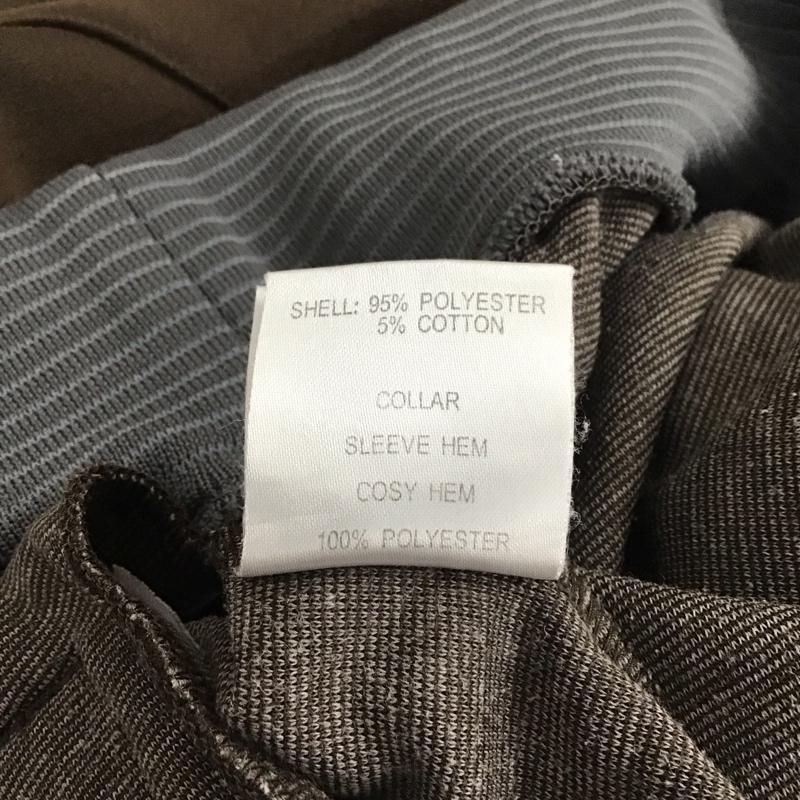 SHELL: 95% POLYESTER
5% COTTON
COLLAR
SLEEVE HEM
COSY HEM
100% POLYESTER